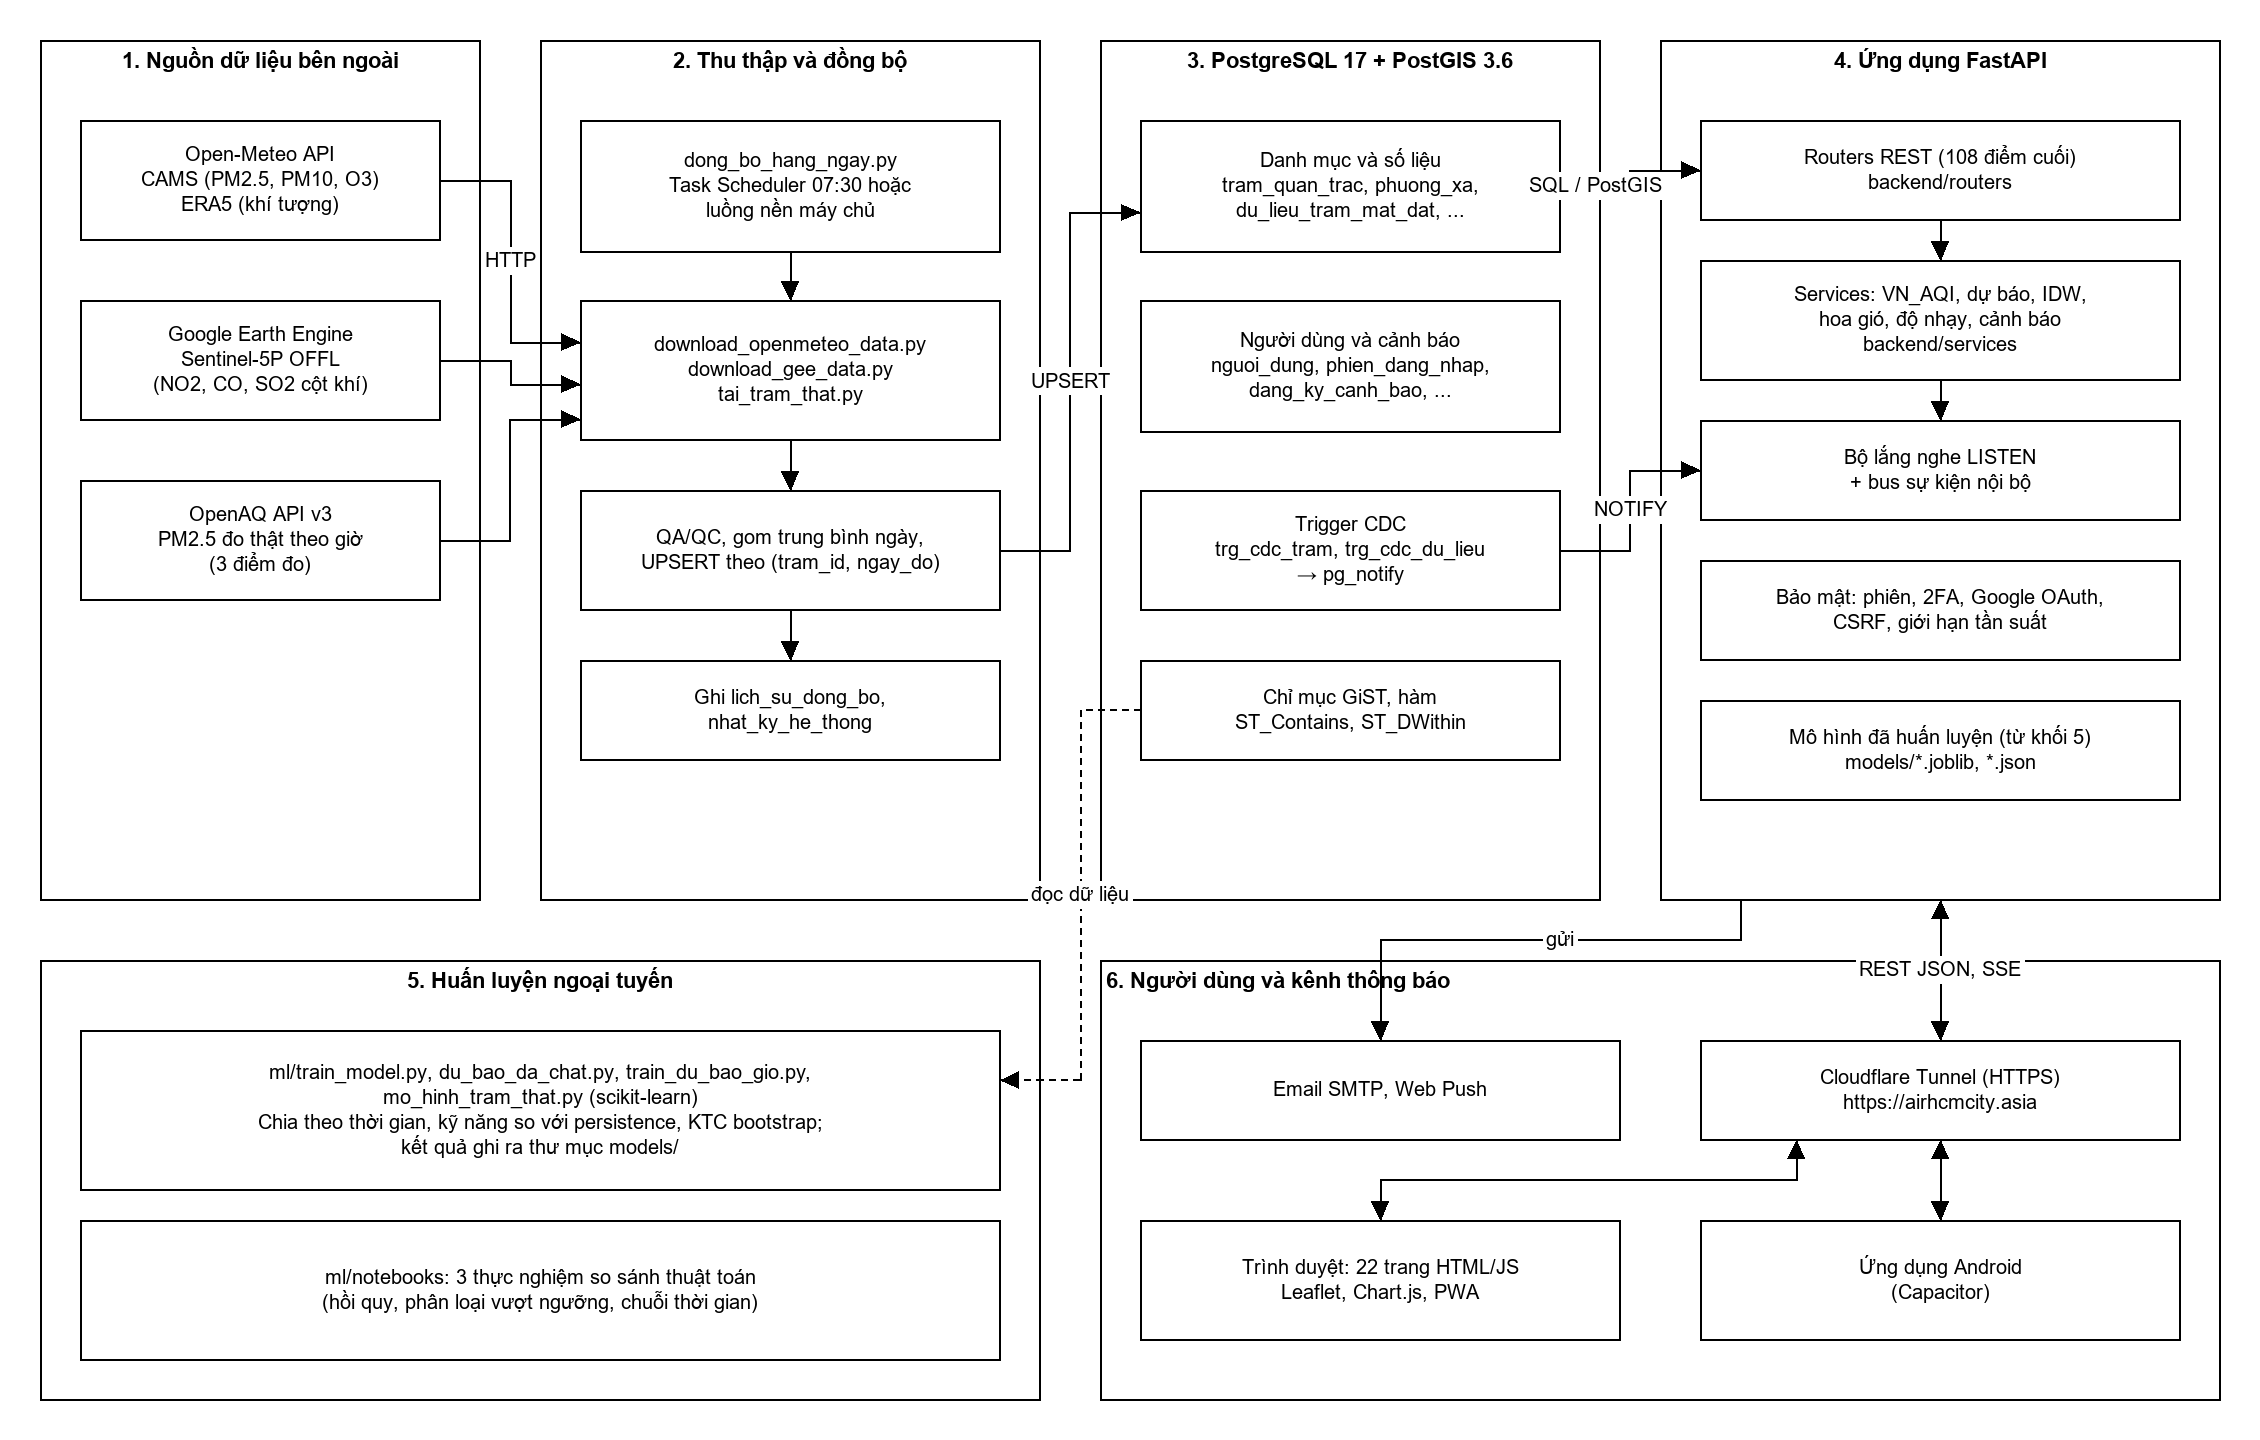 1. Nguồn dữ liệu bên ngoài
Open-Meteo API
CAMS (PM2.5, PM10, O3)
ERA5 (khí tượng)
Google Earth Engine
Sentinel-5P OFFL
(NO2, CO, SO2 cột khí)
OpenAQ API v3
PM2.5 đo thật theo giờ
(3 điểm đo)
HTTP
2. Thu thập và đồng bộ
dong_bo_hang_ngay.py
Task Scheduler 07:30 hoặc
luồng nền máy chủ
download_openmeteo_data.py
download_gee_data.py
tai_tram_that.py
QA/QC, gom trung bình ngày,
UPSERT theo (tram_id, ngay_do)
Ghi lich_su_dong_bo,
nhat_ky_he_thong
UPSERT
3. PostgreSQL 17 + PostGIS 3.6
Danh mục và số liệu
tram_quan_trac, phuong_xa,
du_lieu_tram_mat_dat, ...
Người dùng và cảnh báo
nguoi_dung, phien_dang_nhap,
dang_ky_canh_bao, ...
Trigger CDC
trg_cdc_tram, trg_cdc_du_lieu
→ pg_notify
Chỉ mục GiST, hàm
ST_Contains, ST_DWithin
SQL / PostGIS
NOTIFY
4. Ứng dụng FastAPI
Routers REST (108 điểm cuối)
backend/routers
Services: VN_AQI, dự báo, IDW,
hoa gió, độ nhạy, cảnh báo
backend/services
Bộ lắng nghe LISTEN
+ bus sự kiện nội bộ
Bảo mật: phiên, 2FA, Google OAuth,
CSRF, giới hạn tần suất
Mô hình đã huấn luyện (từ khối 5)
models/*.joblib, *.json
đọc dữ liệu
gửi
REST JSON, SSE
5. Huấn luyện ngoại tuyến
ml/train_model.py, du_bao_da_chat.py, train_du_bao_gio.py,
mo_hinh_tram_that.py (scikit-learn)
Chia theo thời gian, kỹ năng so với persistence, KTC bootstrap;
kết quả ghi ra thư mục models/
ml/notebooks: 3 thực nghiệm so sánh thuật toán
(hồi quy, phân loại vượt ngưỡng, chuỗi thời gian)
6. Người dùng và kênh thông báo
Email SMTP, Web Push
Cloudflare Tunnel (HTTPS)
https://airhcmcity.asia
Trình duyệt: 22 trang HTML/JS
Leaflet, Chart.js, PWA
Ứng dụng Android
(Capacitor)